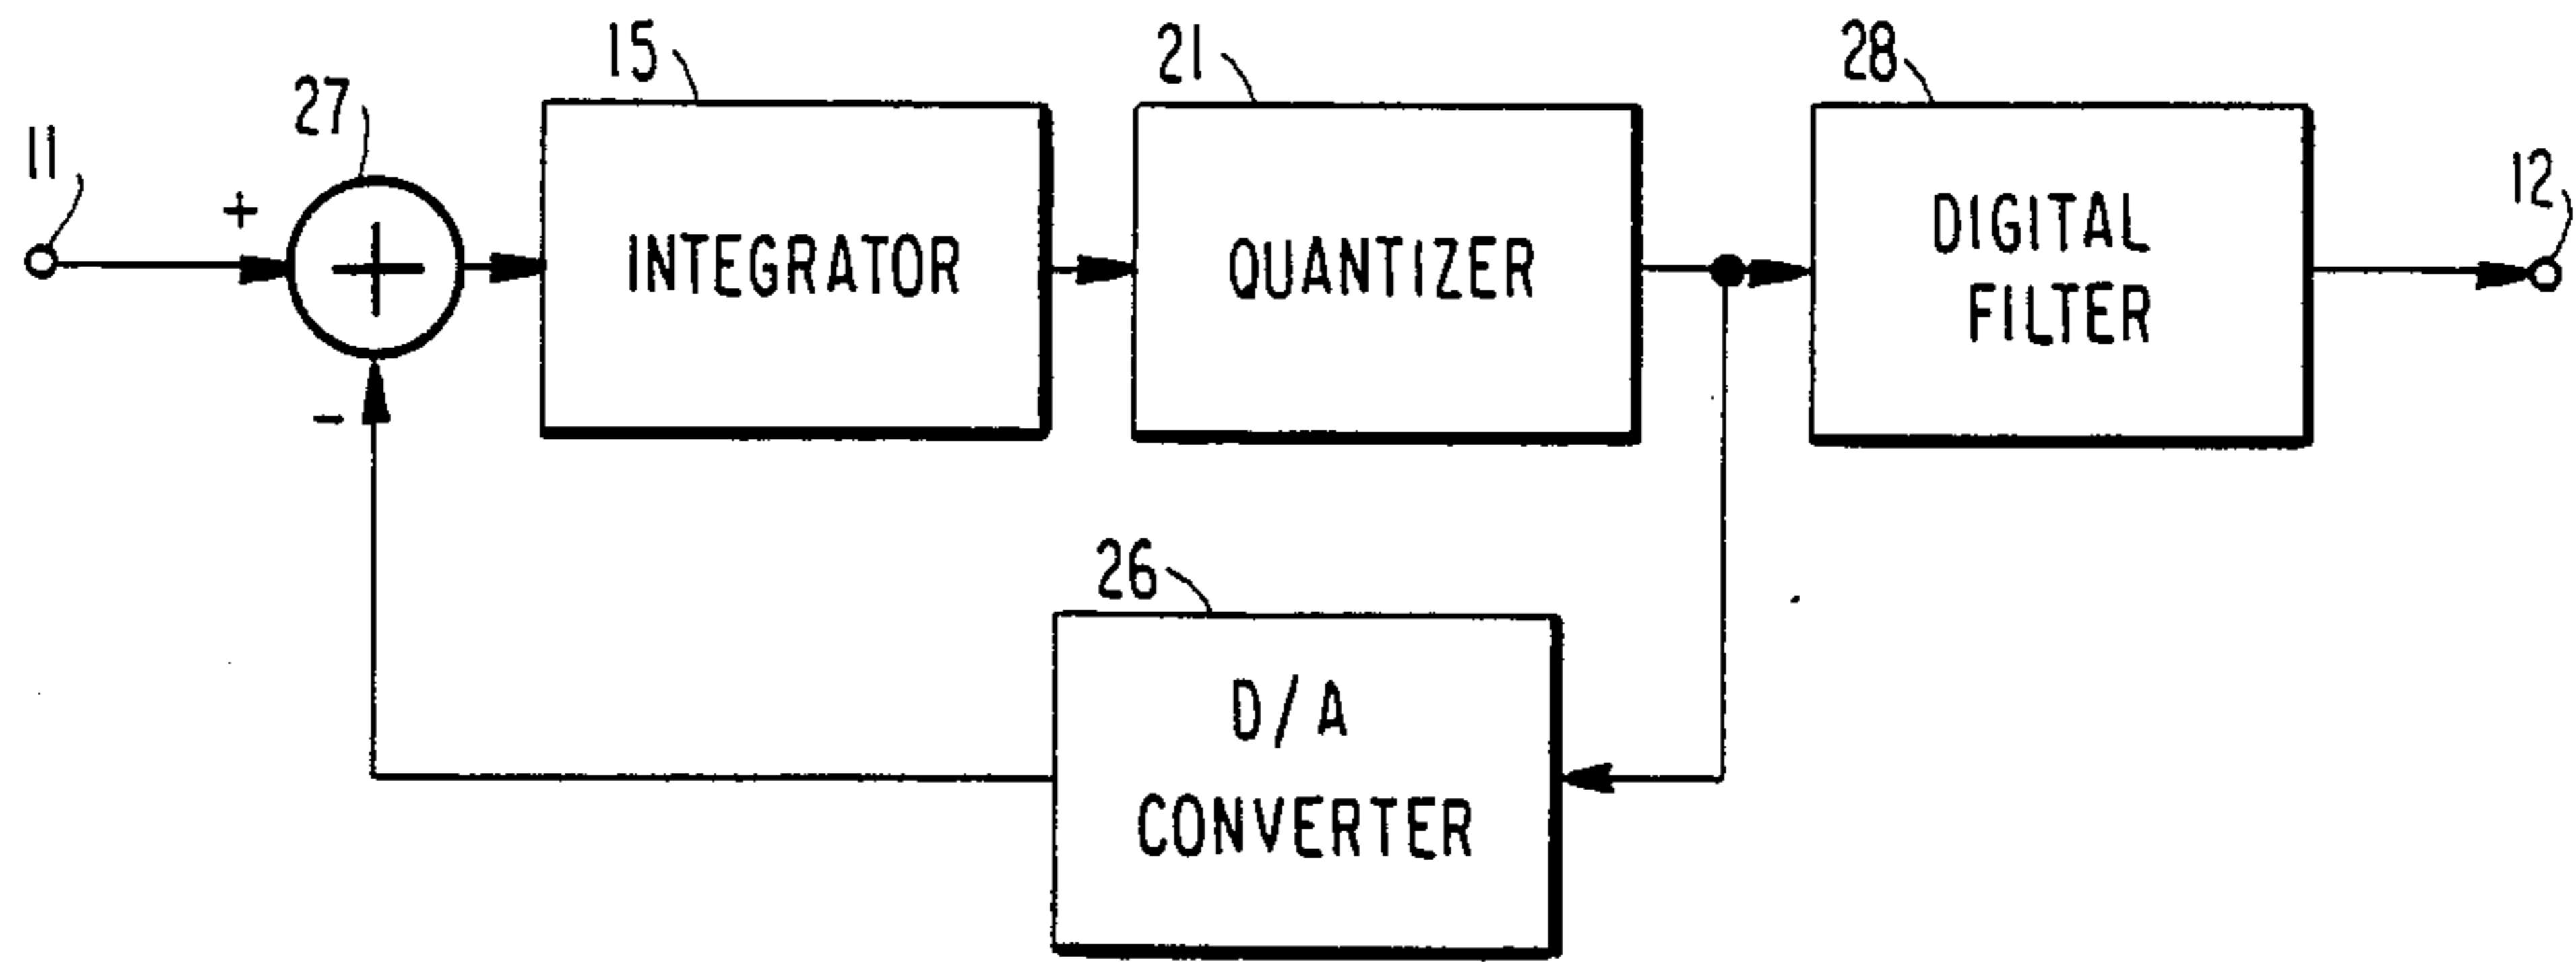 11
+
27
-
15
INTEGRATOR
21
QUANTIZER
28
DIGITAL
FILTER
12
26
D/A
CONVERTER